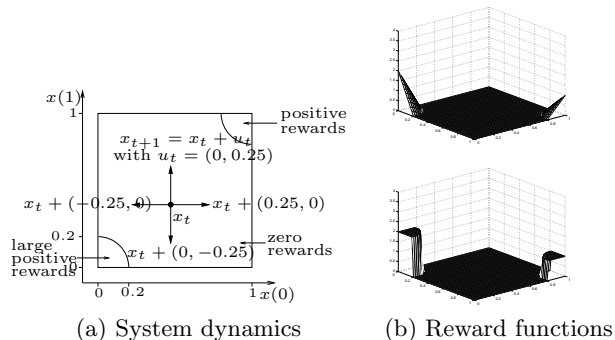 x(1)
1
positive
rewards
x_{t+1} = x_t + u_t
with u_t = (0, 0.25)
x_t + (−0.25, 0)
x_t
x_t + (0.25, 0)
0.2
large
positive
rewards
x_t + (0, −0.25)
zero
rewards
0
0
0.2
1
x(0)
(a) System dynamics
(b) Reward functions